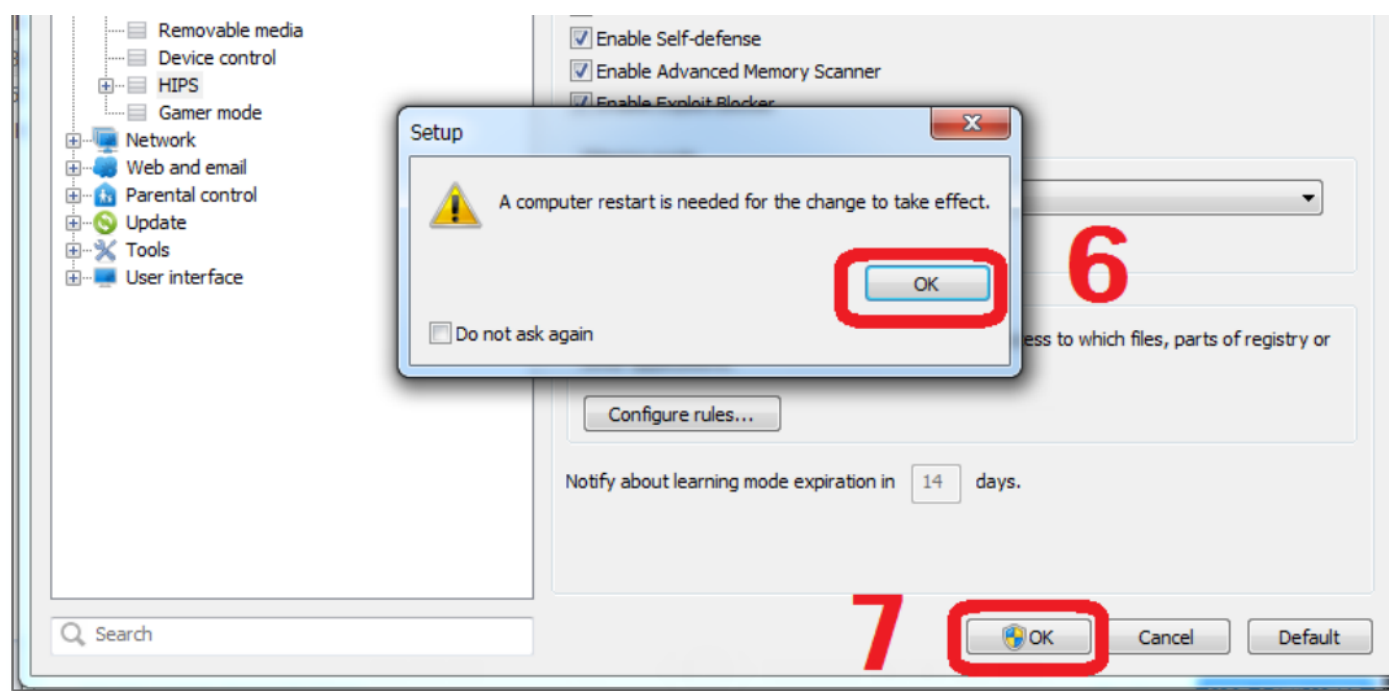 Removable media
Device control
HIPS
Gamer mode
Network
Web and email
Parental control
Update
Tools
User interface
Search
Enable Self-defense
Enable Advanced Memory Scanner
Enable Exploit Blocker
Setup
A computer restart is needed for the change to take effect.
OK
Do not ask again
6
ess to which files, parts of registry or
Configure rules...
Notify about learning mode expiration in 14 days.
7
OK Cancel Default